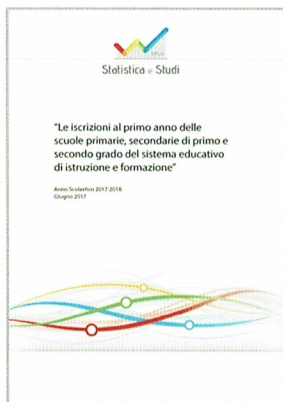 Statistica e Studi
"Le iscrizioni al primo anno delle
scuole primarie, secondarie di primo e
secondo grado del sistema educativo
di istruzione e formazione"
Anno Scolastico 2017-2018
Giugno 2017